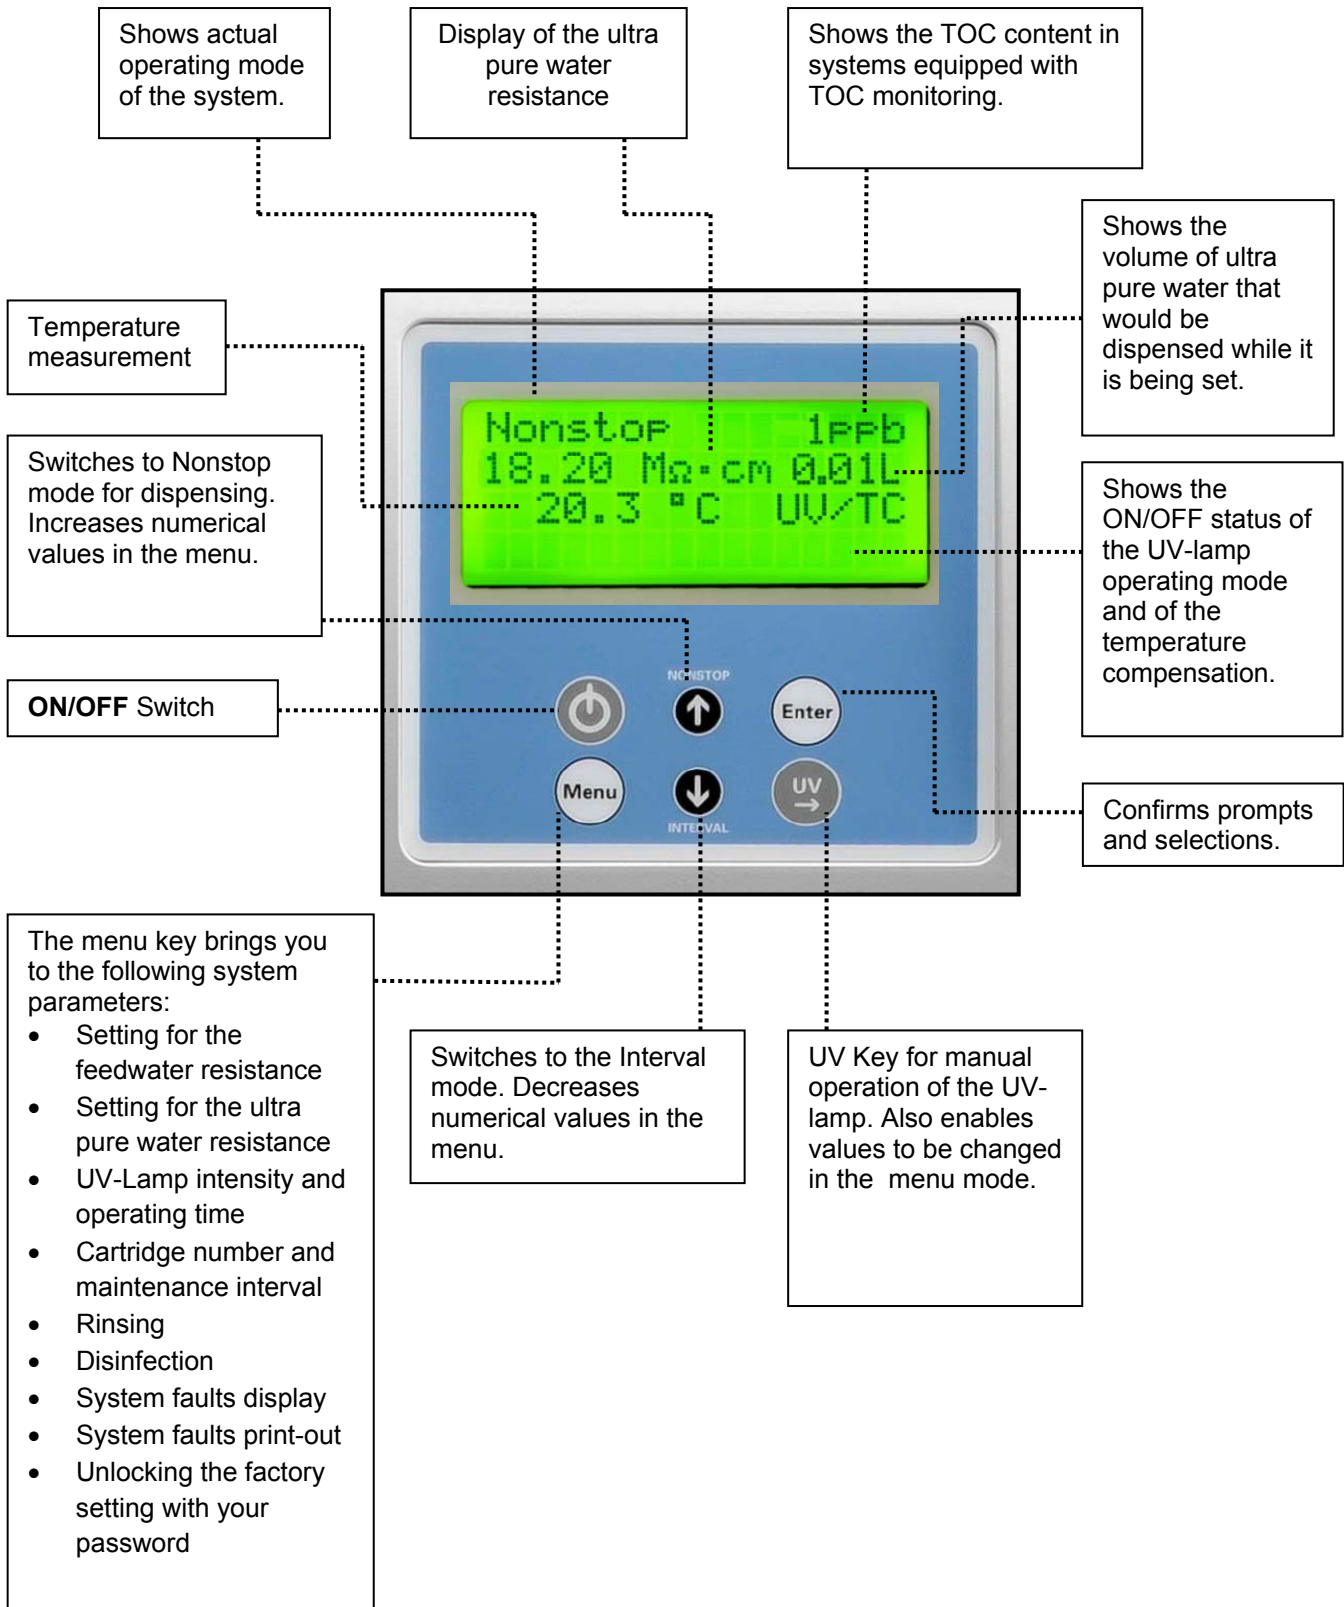 Shows actual
operating mode
of the system.
Display of the ultra
pure water
resistance
Shows the TOC content in
systems equipped with
TOC monitoring.
Shows the
volume of ultra
pure water that
would be
dispensed while it
is being set.
Temperature
measurement
Switches to Nonstop
mode for dispensing.
Increases numerical
values in the menu.
ON/OFF Switch
Nonstop 1ppb
18.20 MΩ·cm 0.01L
20.3 °C UV/TC
NONSTOP
Enter
Menu
UV
INTERVAL
Shows the
ON/OFF status of
the UV-lamp
operating mode
and of the
temperature
compensation.
Confirms prompts
and selections.
The menu key brings you
to the following system
parameters:
• Setting for the
feedwater resistance
• Setting for the ultra
pure water resistance
• UV-Lamp intensity and
operating time
• Cartridge number and
maintenance interval
• Rinsing
• Disinfection
• System faults display
• System faults print-out
• Unlocking the factory
setting with your
password
Switches to the Interval
mode. Decreases
numerical values in the
menu.
UV Key for manual
operation of the UV-
lamp. Also enables
values to be changed
in the menu mode.